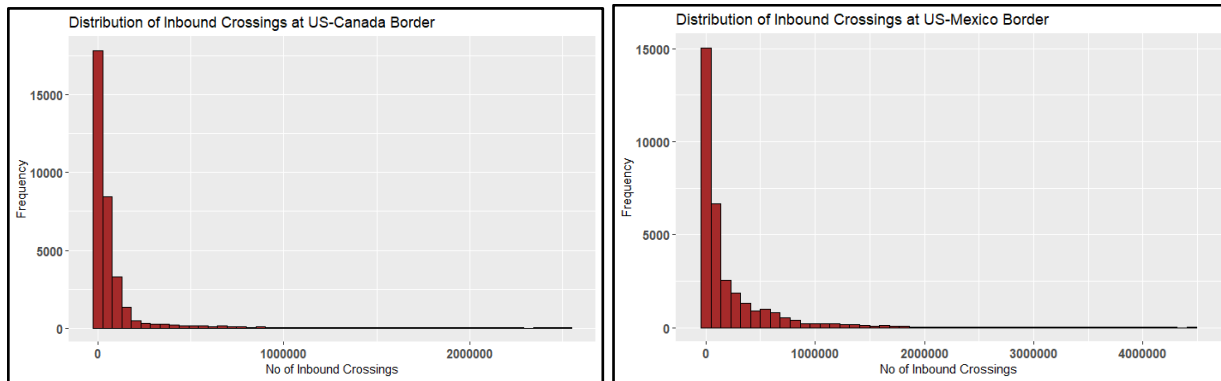 Distribution of Inbound Crossings at US-Canada Border
Frequency
15000
10000
5000
0
0 1000000 2000000
No of Inbound Crossings
Distribution of Inbound Crossings at US-Mexico Border
Frequency
15000
10000
5000
0
0 1000000 2000000 3000000 4000000
No of Inbound Crossings